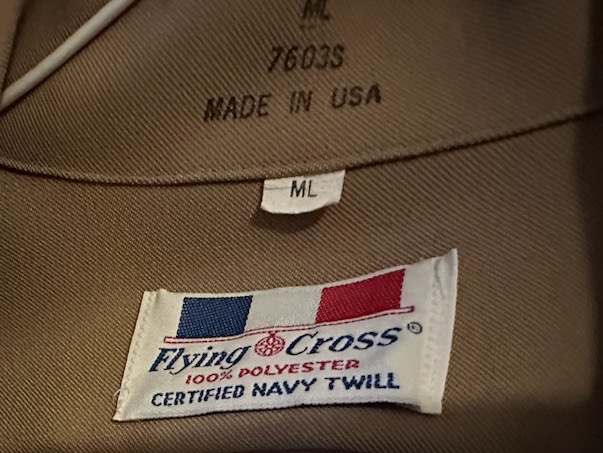 ML
7603S
MADE IN USA
ML
Flying Cross®
100% POLYESTER
CERTIFIED NAVY TWILL